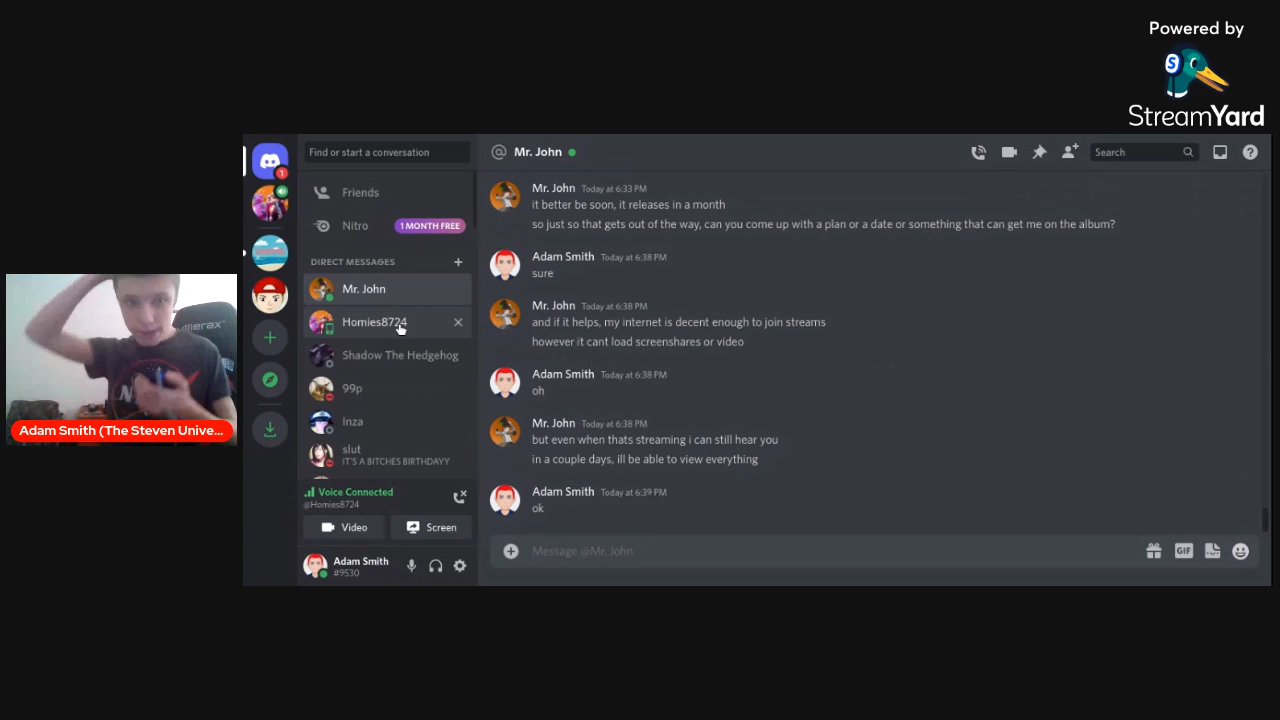 Powered by
StreamYard
Find or start a conversation
Friends
Nitro
1 MONTH FREE
DIRECT MESSAGES
Mr. John
Homies8724
Shadow The Hedgehog
99p
Inza
slut
IT'S A BITCHES BIRTHDAYY
Voice Connected
@Homies8724
Video
Screen
Adam Smith
#9530
1
Mr. John
Search
Mr. John Today at 6:33 PM
it better be soon, it releases in a month
so just so that gets out of the way, can you come up with a plan or a date or something that can get me on the album?
Adam Smith Today at 6:38 PM
sure
Mr. John Today at 6:38 PM
and if it helps, my internet is decent enough to join streams
however it cant load screenshares or video
Adam Smith Today at 6:38 PM
oh
Mr. John Today at 6:38 PM
but even when thats streaming i can still hear you
in a couple days, ill be able to view everything
Adam Smith Today at 6:39 PM
ok
Message @Mr. John
GIF
Adam Smith (The Steven Unive...